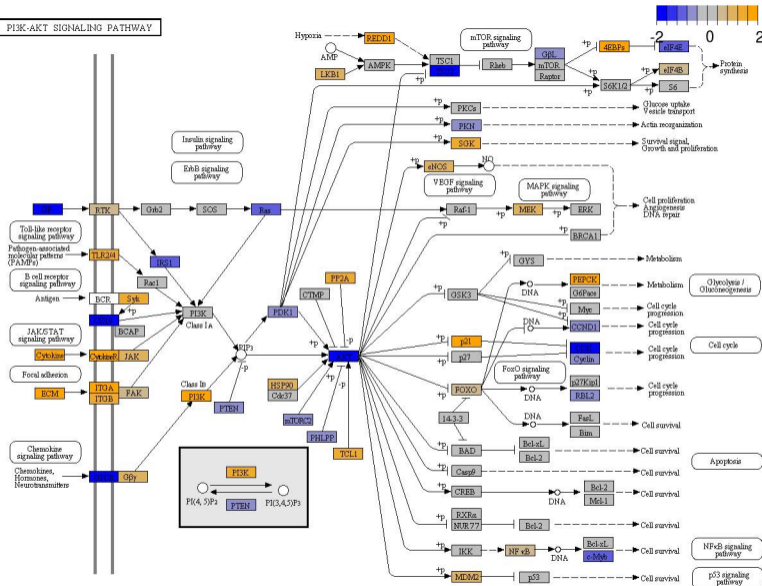 PI3K-AKT SIGNALING PATHWAY
-2 0 2
Hypoxia
REDD1
mTOR signaling
pathway
AMP
LKB1
AMPK
TSC1
Rheb
GβL
mTOR
Raptor
+p
4EBPs
-p
eIF4E
eIF4B
S6K1/2
S6
Protein
synthesis
+p
PKCs
Glucose uptake
Vesicle transport
+p
PKN
Actin reorganization
+p
SGK
Survival signal,
Growth and proliferation
Insulin signaling
pathway
ErbB signaling
pathway
+p
eNOS
NO
VEGF signaling
pathway
MAPK signaling
pathway
RTK
Grb2
SOS
Ras
Raf-1
MEK
ERK
BRCA1
Cell proliferation
Angiogenesis
DNA repair
Toll-like receptor
signaling pathway
Pathogen-associated
molecular patterns
(PAMPs)
TLR2/4
IRS1
Rac1
B cell receptor
signaling pathway
Antigen
BCR
Syk
+p
BCAP
PI3K
Class IA
JAK/STAT
signaling pathway
Cytokine
CytokineR
JAK
Focal adhesion
ECM
ITGA
ITGB
FAK
Chemokine
signaling pathway
Chemokines,
Hormones,
Neurotransmitters
Gβγ
Class IB
PI3K
PIP3
-p
PTEN
PDK1
CTMP
PP2A
+p
-p
HSP90
Cdc37
mTORC2
PHLPP
TCL1
PI3K
PI(4, 5)P2
PI(3,4,5)P3
PTEN
GYS
Metabolism
GSK3
PEPCK
G6Pase
DNA
Metabolism
Glycolysis /
Gluconeogenesis
Myc
Cell cycle
progression
CCND1
Cell cycle
progression
p21
p27
Cyclin
Cell cycle
progression
Cell cycle
FoxO signaling
pathway
FOXO
DNA
p27Kip1
RBL2
Cell cycle
progression
14-3-3
DNA
FasL
Bim
Cell survival
BAD
Bcl-xL
Bcl-2
Cell survival
Apoptosis
Casp9
Cell survival
CREB
DNA
Bcl-2
Mcl-1
Cell survival
RXRα
NUR77
Bcl-2
Cell survival
IKK
NFκB
DNA
Bcl-xL
c-Myb
Cell survival
NFκB signaling
pathway
MDM2
p53
Cell survival
p53 signaling
pathway